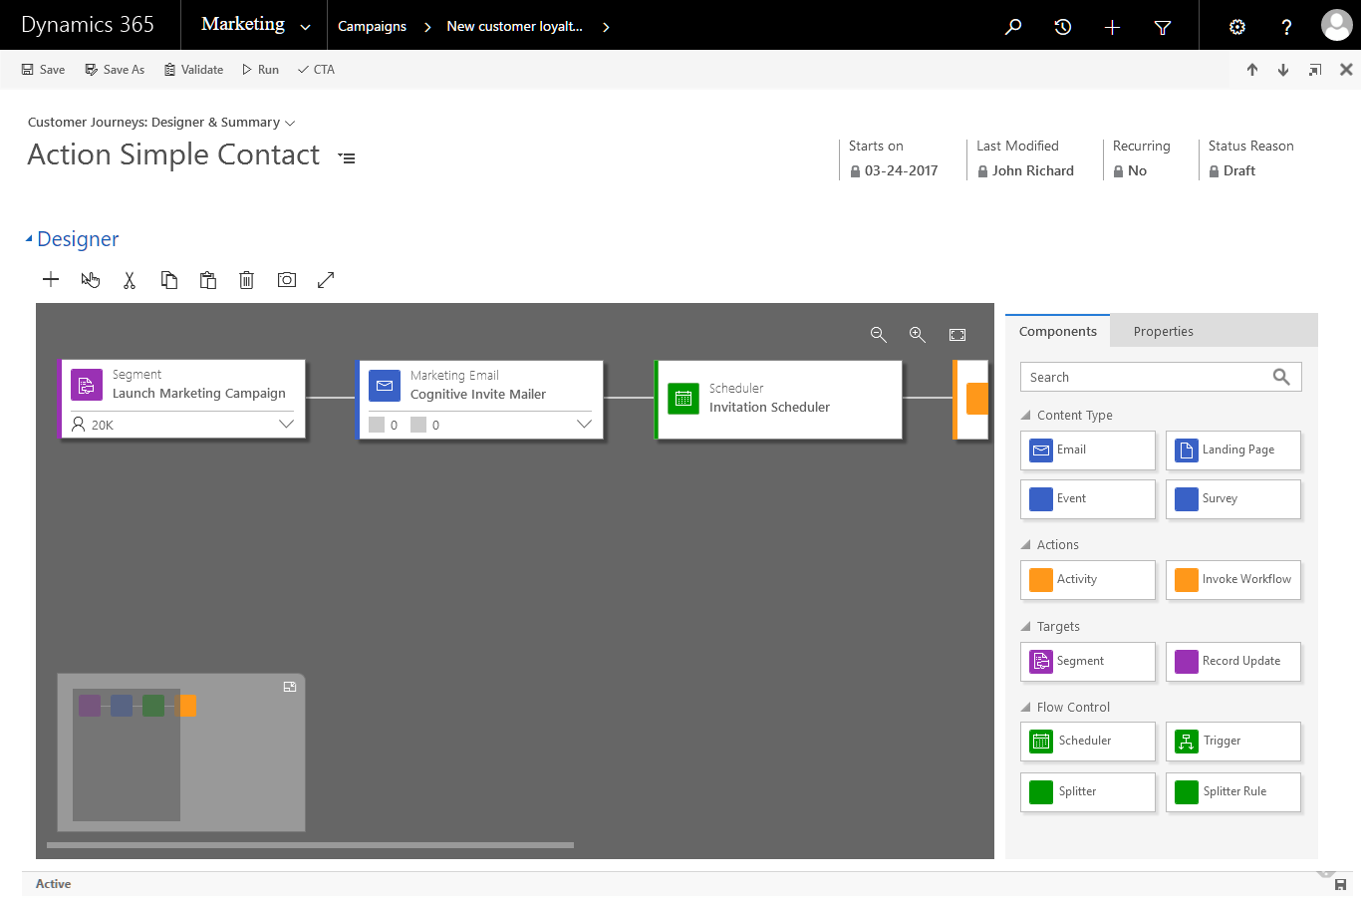 Dynamics 365 Marketing Campaigns New customer loyalt...
Save Save As Validate Run CTA
Customer Journeys: Designer & Summary
Action Simple Contact
Starts on Last Modified Recurring Status Reason
03-24-2017 John Richard No Draft
Designer
Components Properties
Segment
Launch Marketing Campaign
20K
Marketing Email
Cognitive Invite Mailer
0 0
Scheduler
Invitation Scheduler
Search
Content Type
Email Landing Page
Event Survey
Actions
Activity Invoke Workflow
Targets
Segment Record Update
Flow Control
Scheduler Trigger
Splitter Splitter Rule
Active